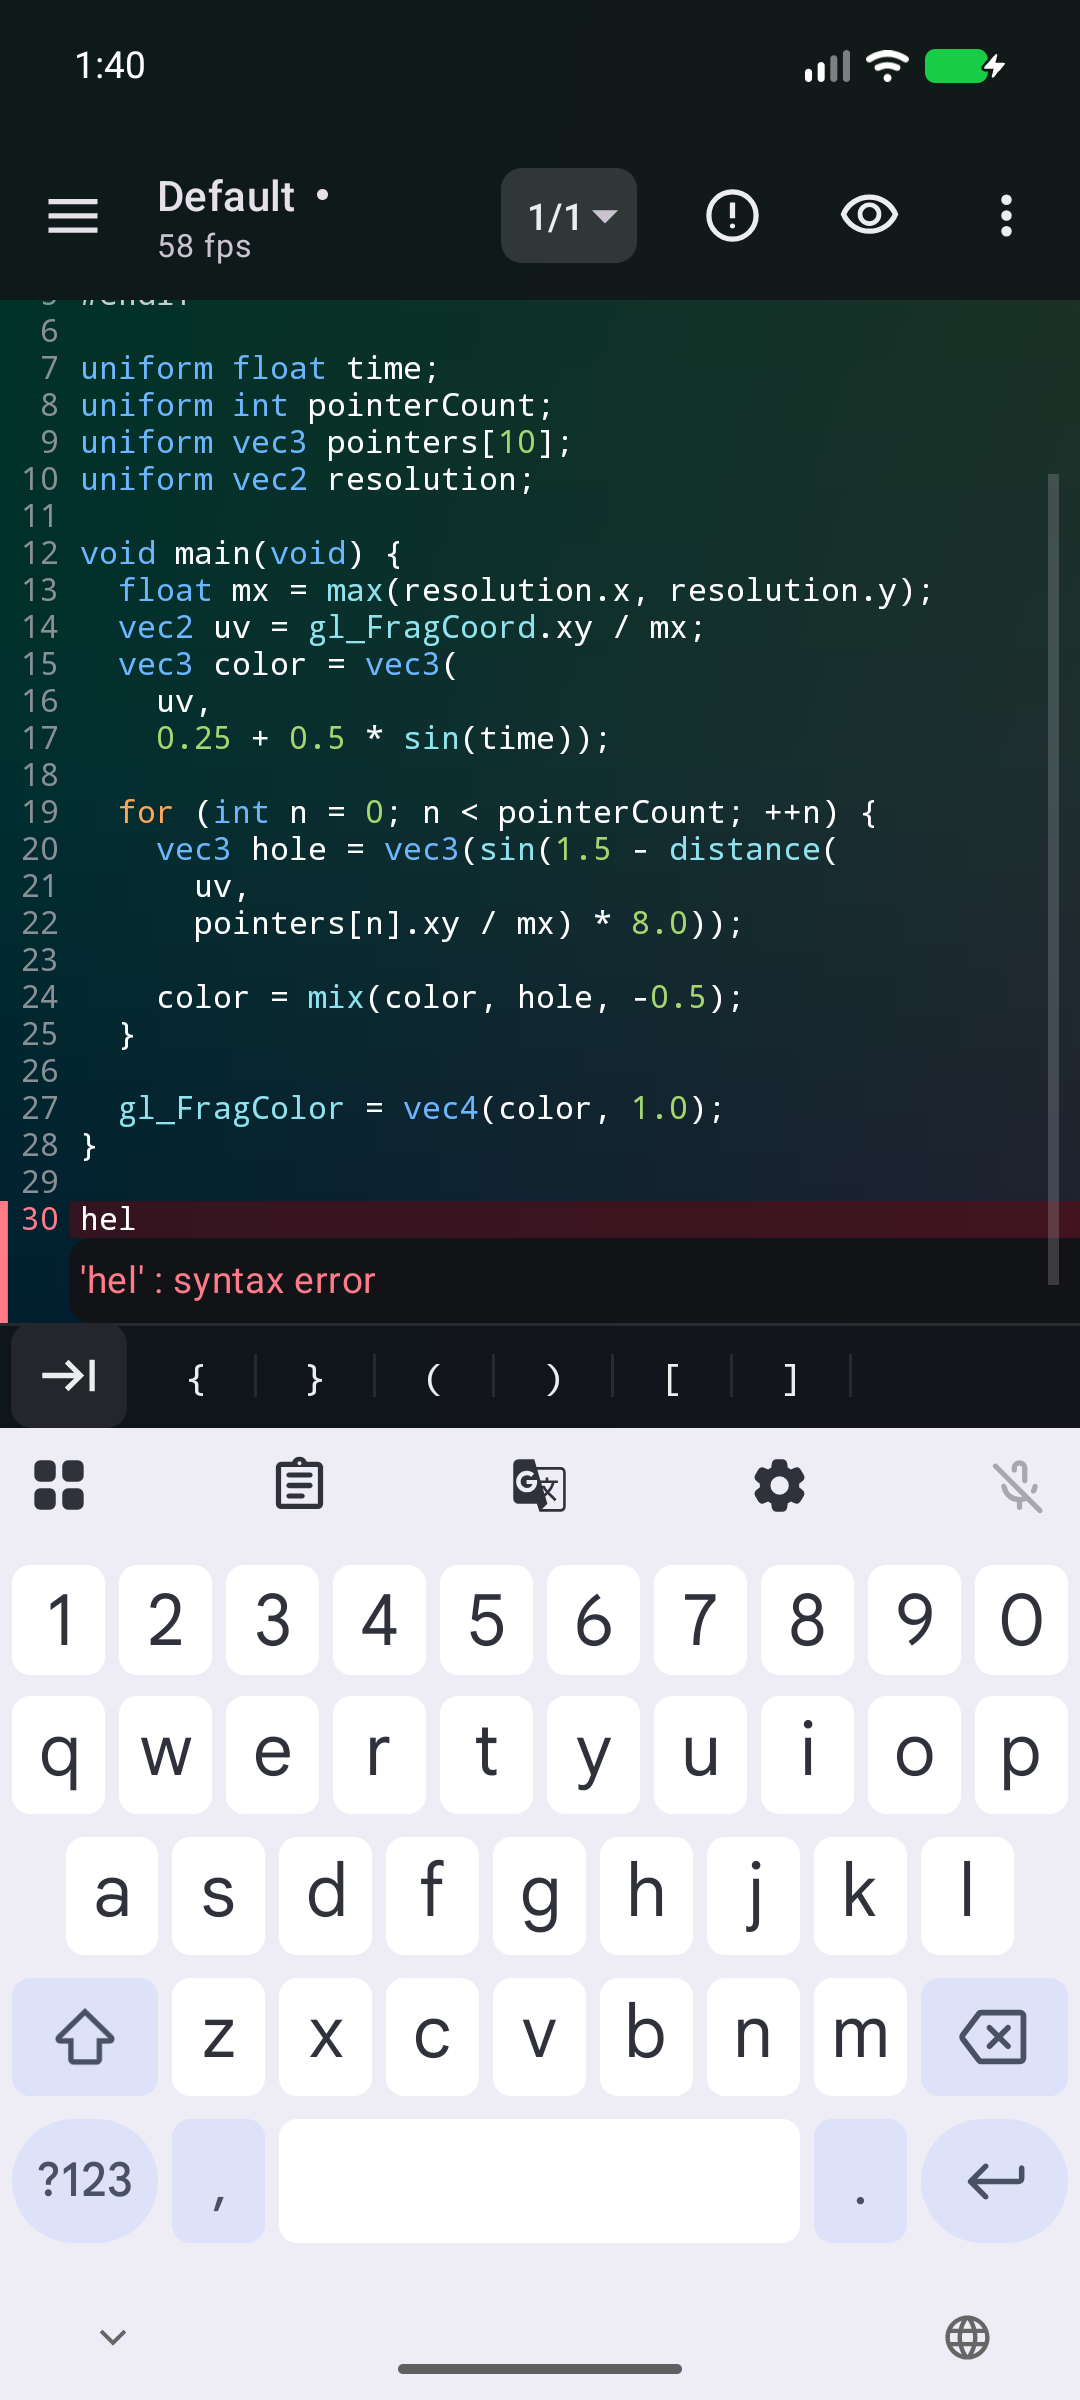 1:40
Default •
58 fps
1/1
6
7 uniform float time;
8 uniform int pointerCount;
9 uniform vec3 pointers[10];
10 uniform vec2 resolution;
11
12 void main(void) {
13   float mx = max(resolution.x, resolution.y);
14   vec2 uv = gl_FragCoord.xy / mx;
15   vec3 color = vec3(
16     uv,
17     0.25 + 0.5 * sin(time));
18
19   for (int n = 0; n < pointerCount; ++n) {
20     vec3 hole = vec3(sin(1.5 - distance(
21       uv,
22       pointers[n].xy / mx) * 8.0));
23
24     color = mix(color, hole, -0.5);
25   }
26
27   gl_FragColor = vec4(color, 1.0);
28 }
29
30 hel
'hel' : syntax error
{ } ( ) [ ]
1 2 3 4 5 6 7 8 9 0
q w e r t y u i o p
a s d f g h j k l
z x c v b n m
?123 , .